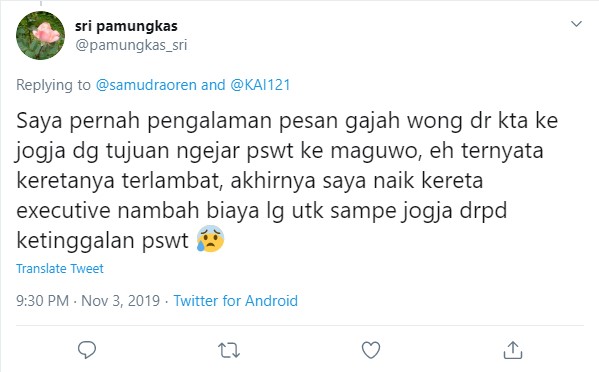 sri pamungkas
@pamungkas_sri
Replying to @samudraoren and @KAI121
Saya pernah pengalaman pesan gajah wong dr kta ke
jogja dg tujuan ngejar pswt ke maguwo, eh ternyata
keretanya terlambat, akhirnya saya naik kereta
executive nambah biaya lg utk sampe jogja drpd
ketinggalan pswt 😰
Translate Tweet
9:30 PM · Nov 3, 2019 · Twitter for Android